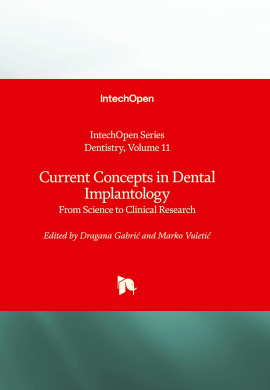 IntechOpen
IntechOpen Series
Dentistry, Volume 11
Current Concepts in Dental
Implantology
From Science to Clinical Research
Edited by Dragana Gabrić and Marko Vuletić